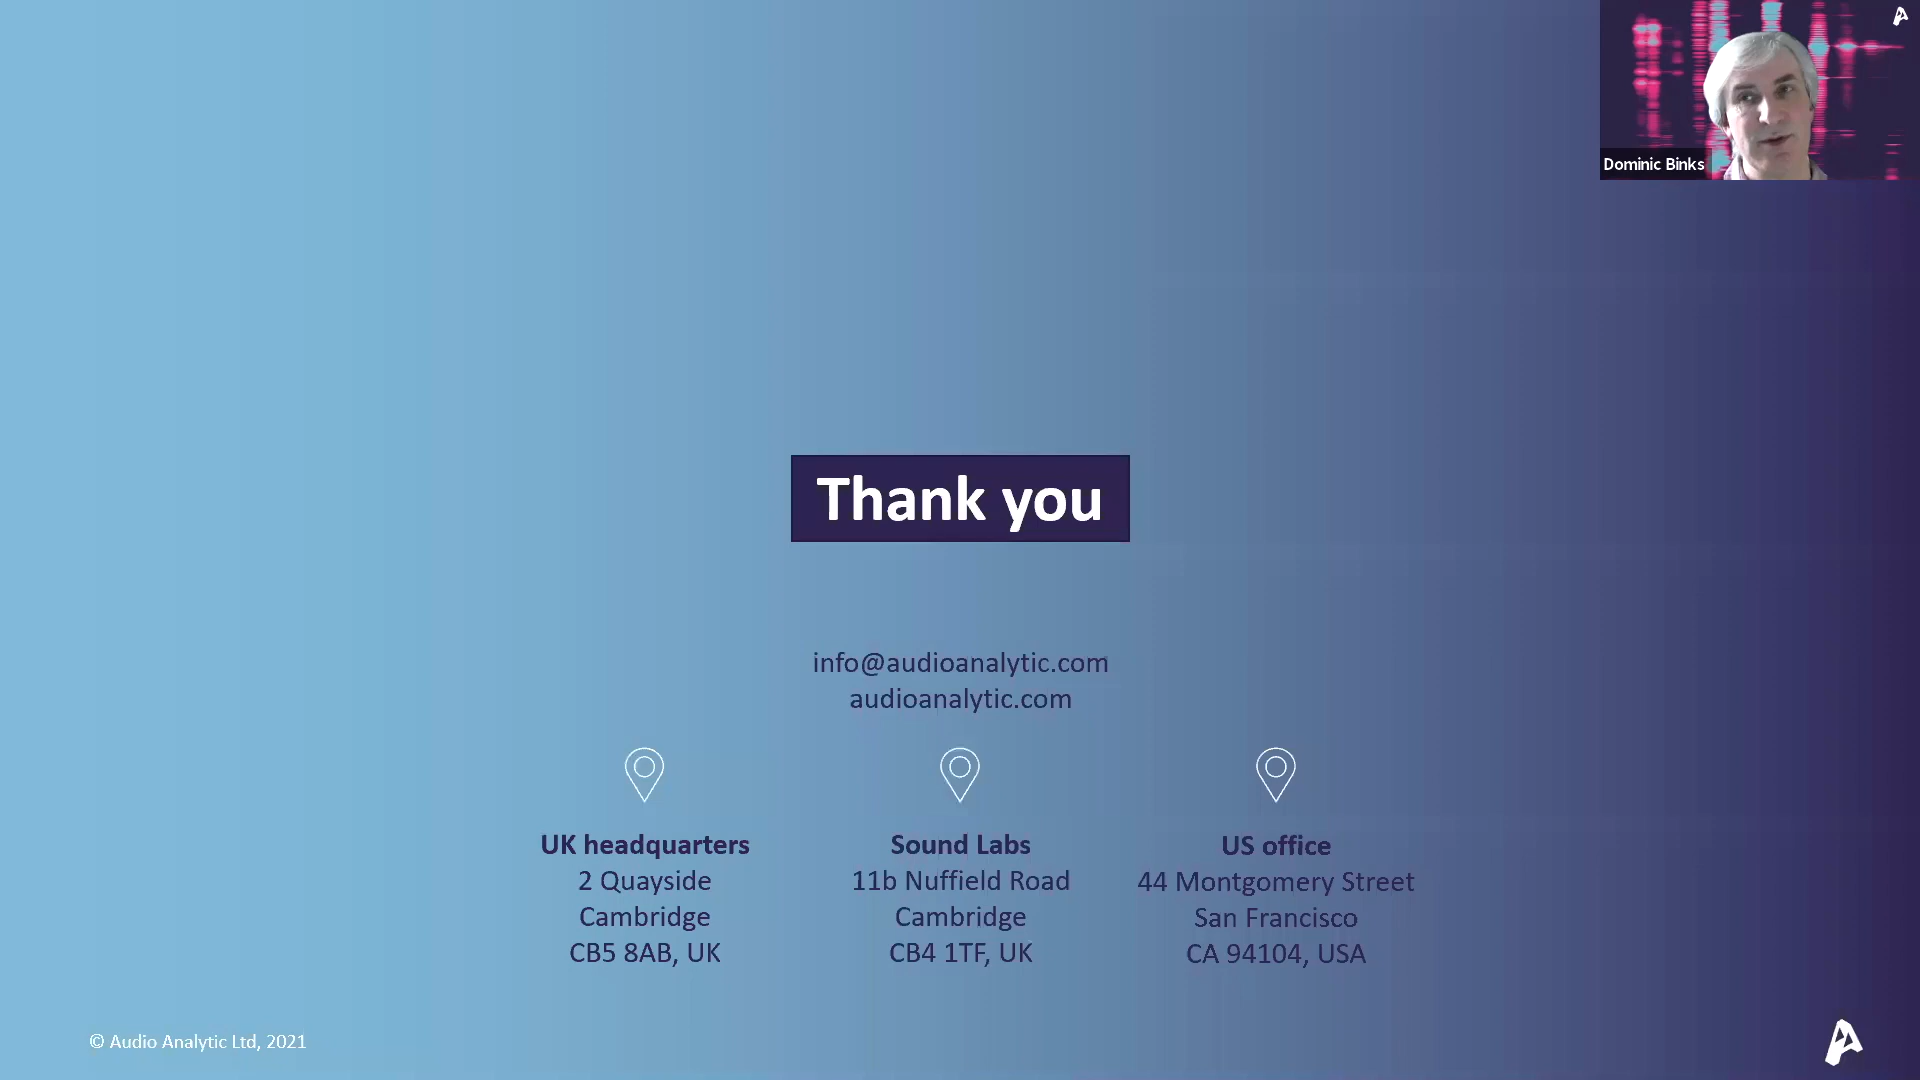 Dominic Binks
Thank you
info@audioanalytic.com
audioanalytic.com
UK headquarters
2 Quayside
Cambridge
CB5 8AB, UK
Sound Labs
11b Nuffield Road
Cambridge
CB4 1TF, UK
US office
44 Montgomery Street
San Francisco
CA 94104, USA
© Audio Analytic Ltd, 2021